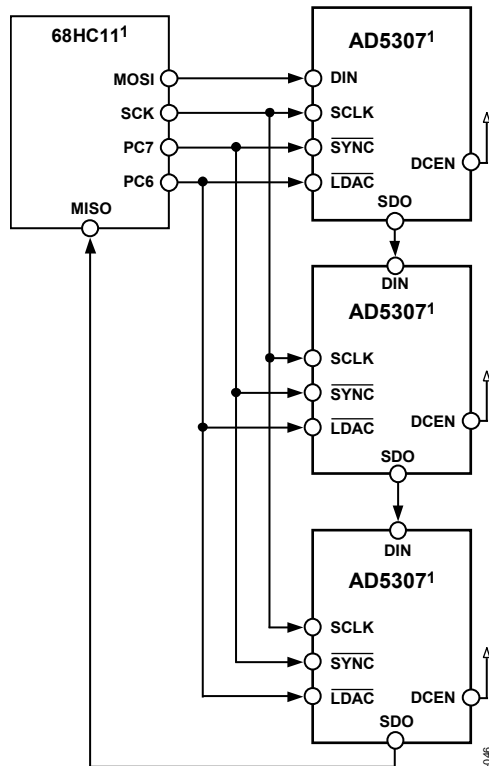 68HC11¹
MOSI
SCK
PC7
PC6
MISO
AD5307¹
DIN
SCLK
SYNC
LDAC
DCEN
SDO
DIN
AD5307¹
SCLK
SYNC
LDAC
DCEN
SDO
DIN
AD5307¹
SCLK
SYNC
LDAC
DCEN
SDO